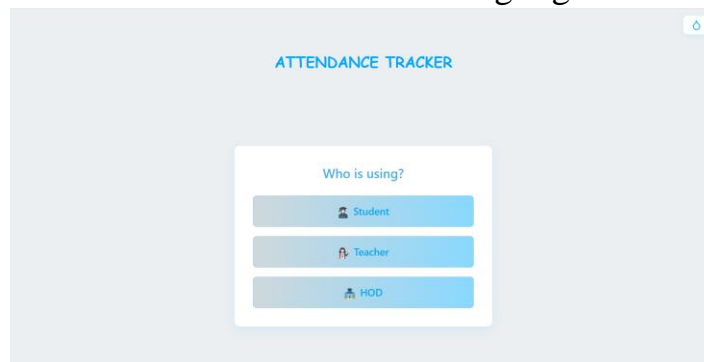 ATTENDANCE TRACKER
Who is using?
Student
Teacher
HOD